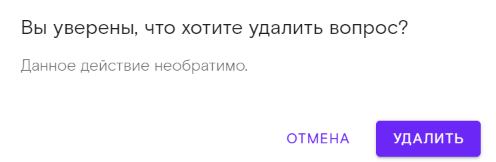 Вы уверены, что хотите удалить вопрос?
Данное действие необратимо.
ОТМЕНА УДАЛИТЬ